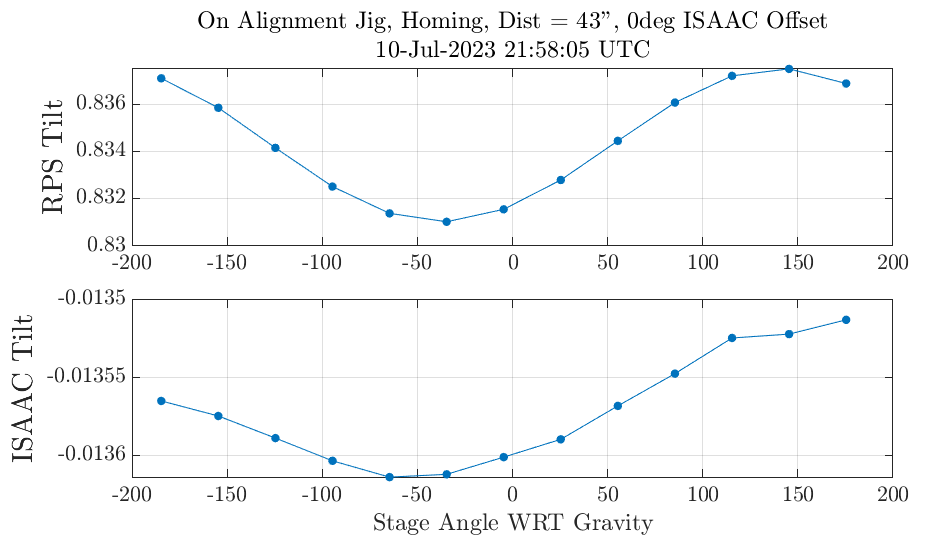 On Alignment Jig, Homing, Dist = 43", 0deg ISAAC Offset
10-Jul-2023 21:58:05 UTC
RPS Tilt
0.836
0.834
0.832
0.83
-200 -150 -100 -50 0 50 100 150 200
ISAAC Tilt
-0.0135
-0.01355
-0.0136
-200 -150 -100 -50 0 50 100 150 200
Stage Angle WRT Gravity